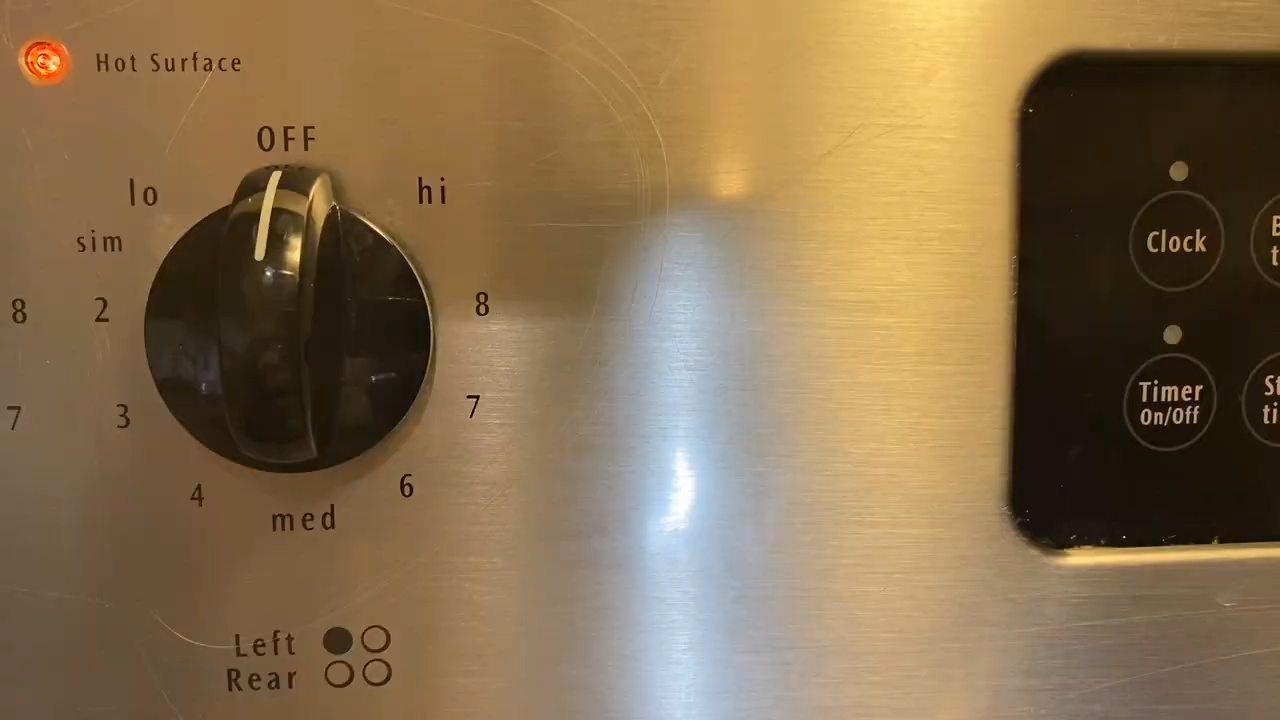 Hot Surface
OFF
lo
hi
sim
8
2
8
7
3
7
4
6
med
Left
Rear
Clock
Timer
On/Off